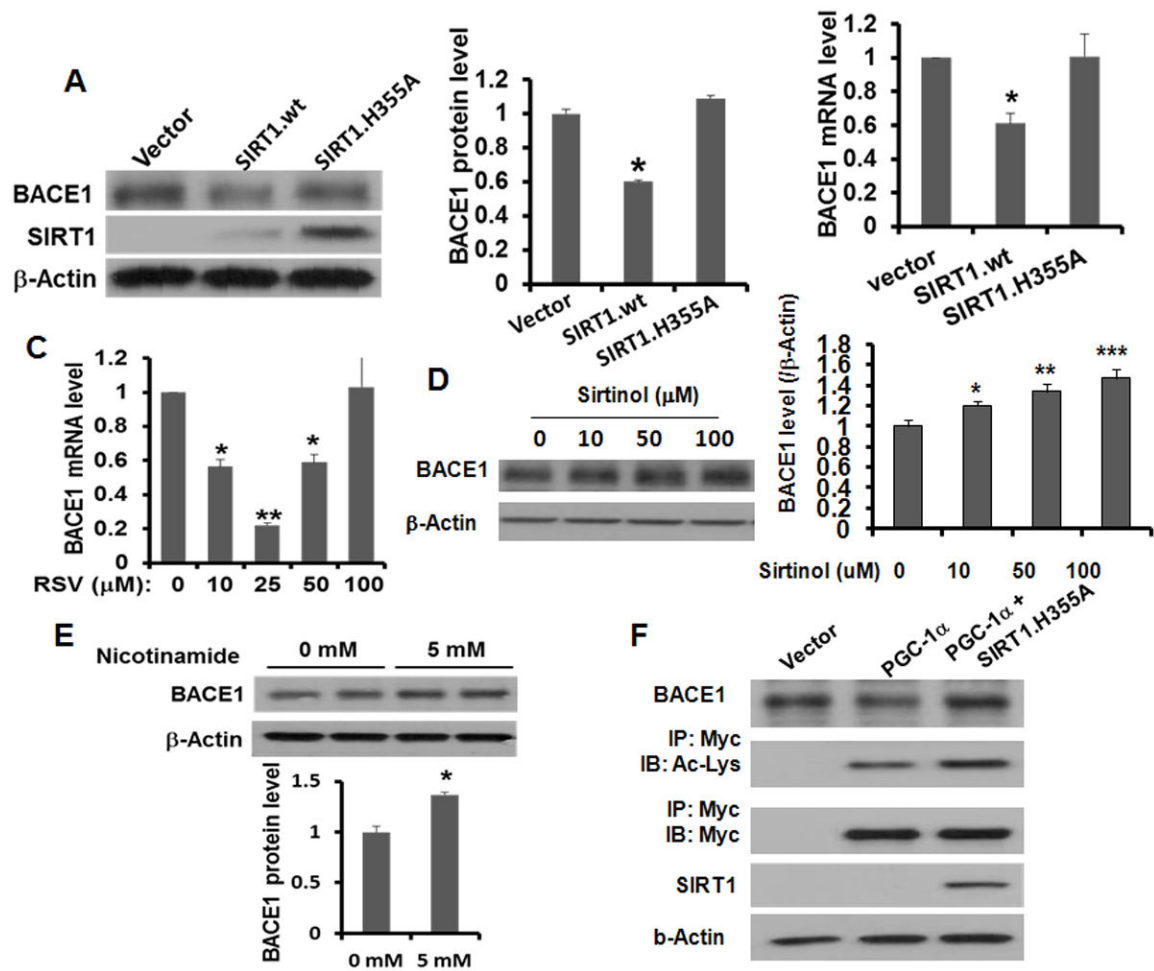 A
Vector
SIRT1.wt
SIRT1.H355A
BACE1
SIRT1
β-Actin
BACE1 protein level
1.2
1
0.8
0.6
0.4
0.2
0
*
Vector
SIRT1.wt
SIRT1.H355A
BACE1 mRNA level
1
0.8
0.6
0.4
0.2
0
*
vector
SIRT1.wt
SIRT1.H355A
C
BACE1 mRNA level
1.2
1
0.8
0.6
0.4
0.2
0
*
**
*
RSV (μM): 0 10 25 50 100
D
Sirtinol (μM)
0 10 50 100
BACE1
β-Actin
BACE1 level (/β-Actin)
1.8
1.6
1.4
1.2
1
0.8
0.6
0.4
0.2
0
*
**
***
Sirtinol (uM) 0 10 50 100
E
Nicotinamide 0 mM 5 mM
BACE1
β-Actin
BACE1 protein level
1.5
1
0.5
0
*
0 mM 5 mM
F
Vector
PGC-1α
PGC-1α +
SIRT1.H355A
BACE1
IP: Myc
IB: Ac-Lys
IP: Myc
IB: Myc
SIRT1
b-Actin